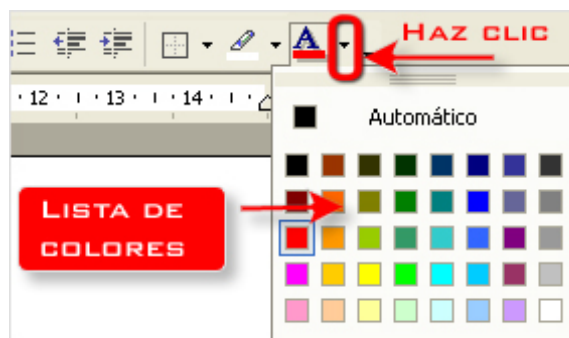 HAZ CLIC
A
· 12 · ı · 13 · ı · 14 · ı ·
Automático
LISTA DE
COLORES